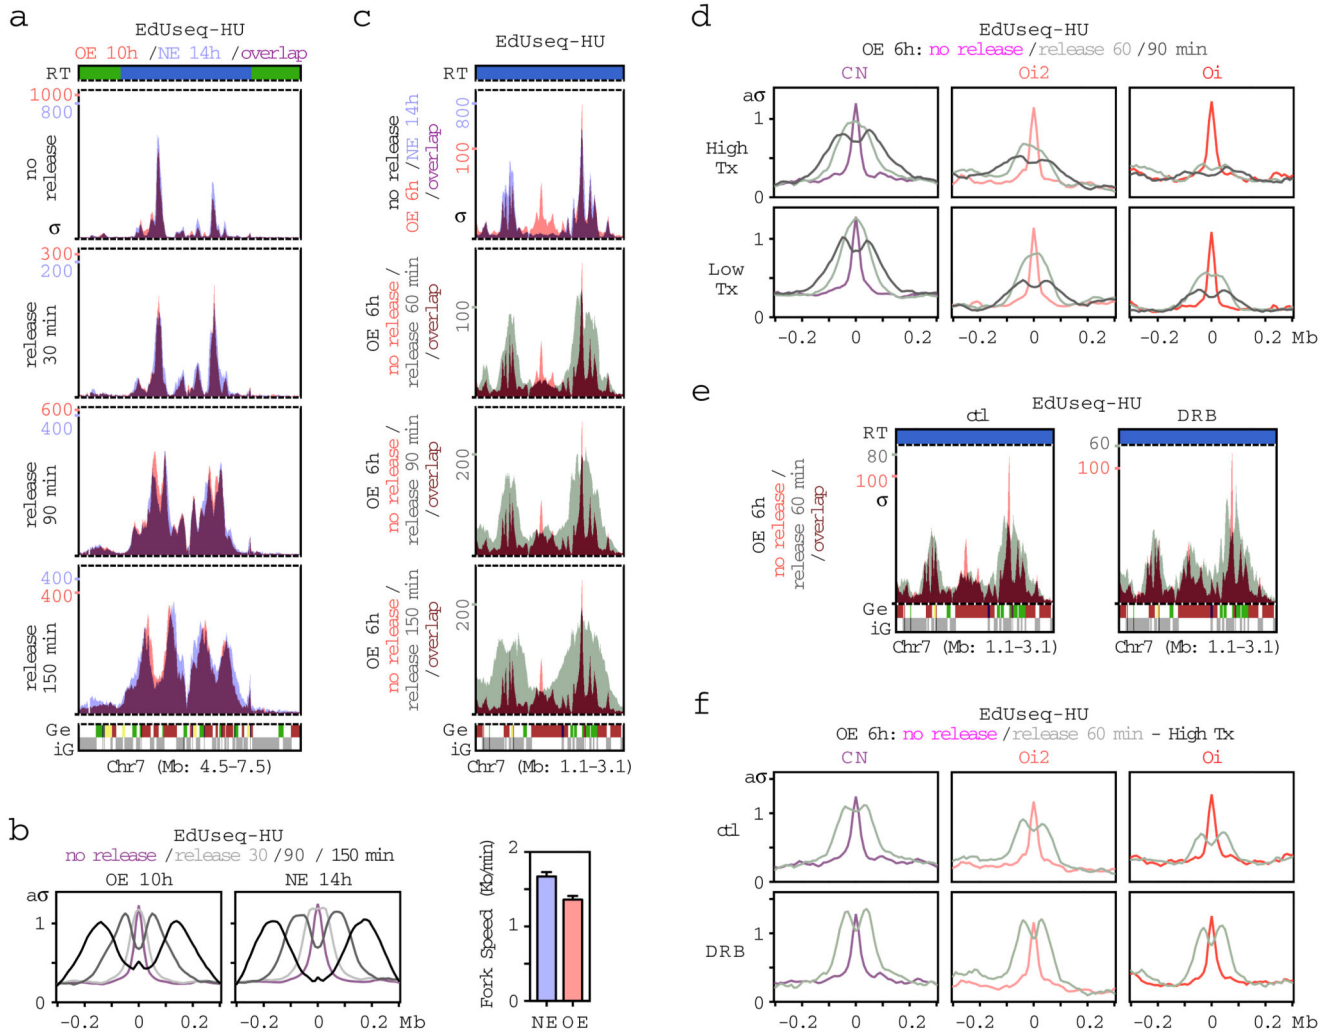 a
EdUseq-HU
OE 10h /NE 14h /overlap
RT
1000
800
no release
σ
300
200
release 30 min
600
400
release 90 min
400
400
release 150 min
Ge
iG
Chr7 (Mb: 4.5-7.5)
b
EdUseq-HU
no release /release 30 /90 / 150 min
OE 10h
NE 14h
aσ
1
0
-0.2 0 0.2
-0.2 0 0.2 Mb
Fork Speed (Kb/min)
2
1
0
NE OE
c
EdUseq-HU
RT
no release
OE 6h /NE 14h
/overlap
800
100
σ
OE 6h
no release /
release 60 min
/overlap
100
OE 6h
no release /
release 90 min
/overlap
200
OE 6h
no release /
release 150 min
/overlap
200
Ge
iG
Chr7 (Mb: 1.1-3.1)
d
EdUseq-HU
OE 6h: no release /release 60 /90 min
CN
Oi2
Oi
aσ
1
High Tx
0
1
Low Tx
0
-0.2 0 0.2
-0.2 0 0.2
-0.2 0 0.2 Mb
e
EdUseq-HU
ctl
DRB
RT
80
100
σ
60
100
OE 6h
no release /
release 60 min
/overlap
Ge
iG
Chr7 (Mb: 1.1-3.1)
Chr7 (Mb: 1.1-3.1)
f
EdUseq-HU
OE 6h: no release /release 60 min - High Tx
CN
Oi2
Oi
aσ
1
ctl
0
1
DRB
0
-0.2 0 0.2
-0.2 0 0.2
-0.2 0 0.2 Mb